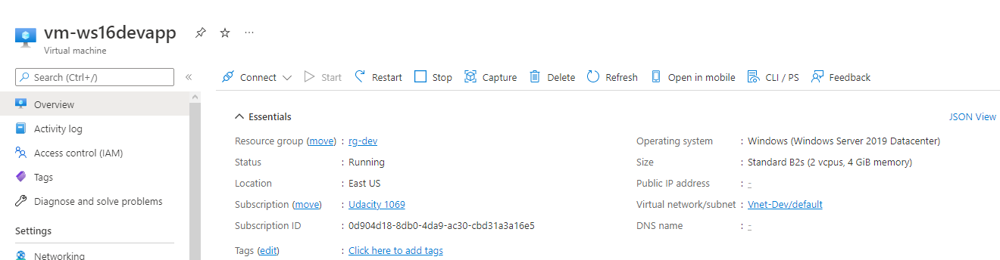 vm-ws16devapp
Virtual machine
Search (Ctrl+/)
Overview
Activity log
Access control (IAM)
Tags
Diagnose and solve problems
Settings
Networking
Connect Start Restart Stop Capture Delete Refresh Open in mobile CLI / PS Feedback
Essentials JSON View
Resource group (move) : rg-dev
Status : Running
Location : East US
Subscription (move) : Udacity 1069
Subscription ID : 0d904d18-8db0-4da9-ac30-cbd31a3a16e5
Tags (edit) : Click here to add tags
Operating system : Windows (Windows Server 2019 Datacenter)
Size : Standard B2s (2 vcpus, 4 GiB memory)
Public IP address : -
Virtual network/subnet : Vnet-Dev/default
DNS name : -